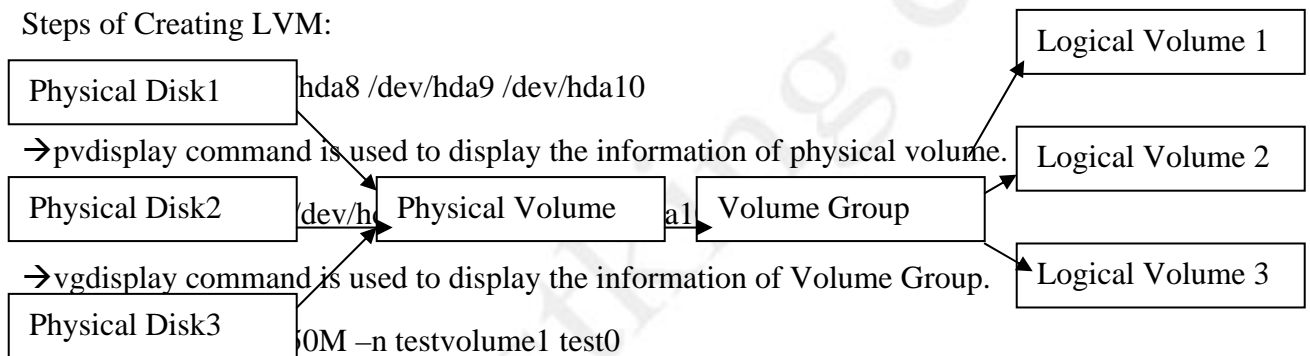 Steps of Creating LVM:
Logical Volume 1
Physical Disk1
hda8 /dev/hda9 /dev/hda10
→pvdisplay command is used to display the information of physical volume.
Logical Volume 2
Physical Disk2
/dev/h
Physical Volume
Volume Group
→vgdisplay command is used to display the information of Volume Group.
Logical Volume 3
Physical Disk3
0M –n testvolume1 test0